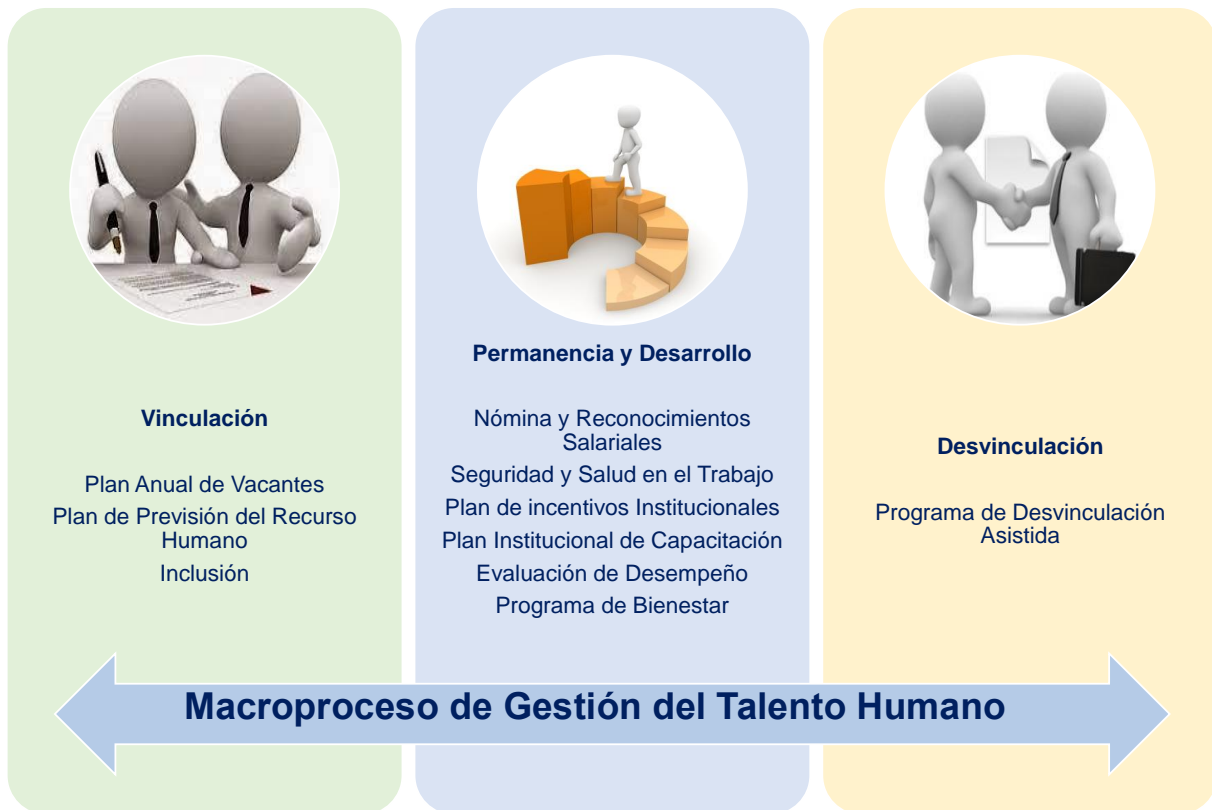 Vinculación
Plan Anual de Vacantes
Plan de Previsión del Recurso
Humano
Inclusión
Permanencia y Desarrollo
Nómina y Reconocimientos
Salariales
Seguridad y Salud en el Trabajo
Plan de incentivos Institucionales
Plan Institucional de Capacitación
Evaluación de Desempeño
Programa de Bienestar
Desvinculación
Programa de Desvinculación
Asistida
Macroproceso de Gestión del Talento Humano